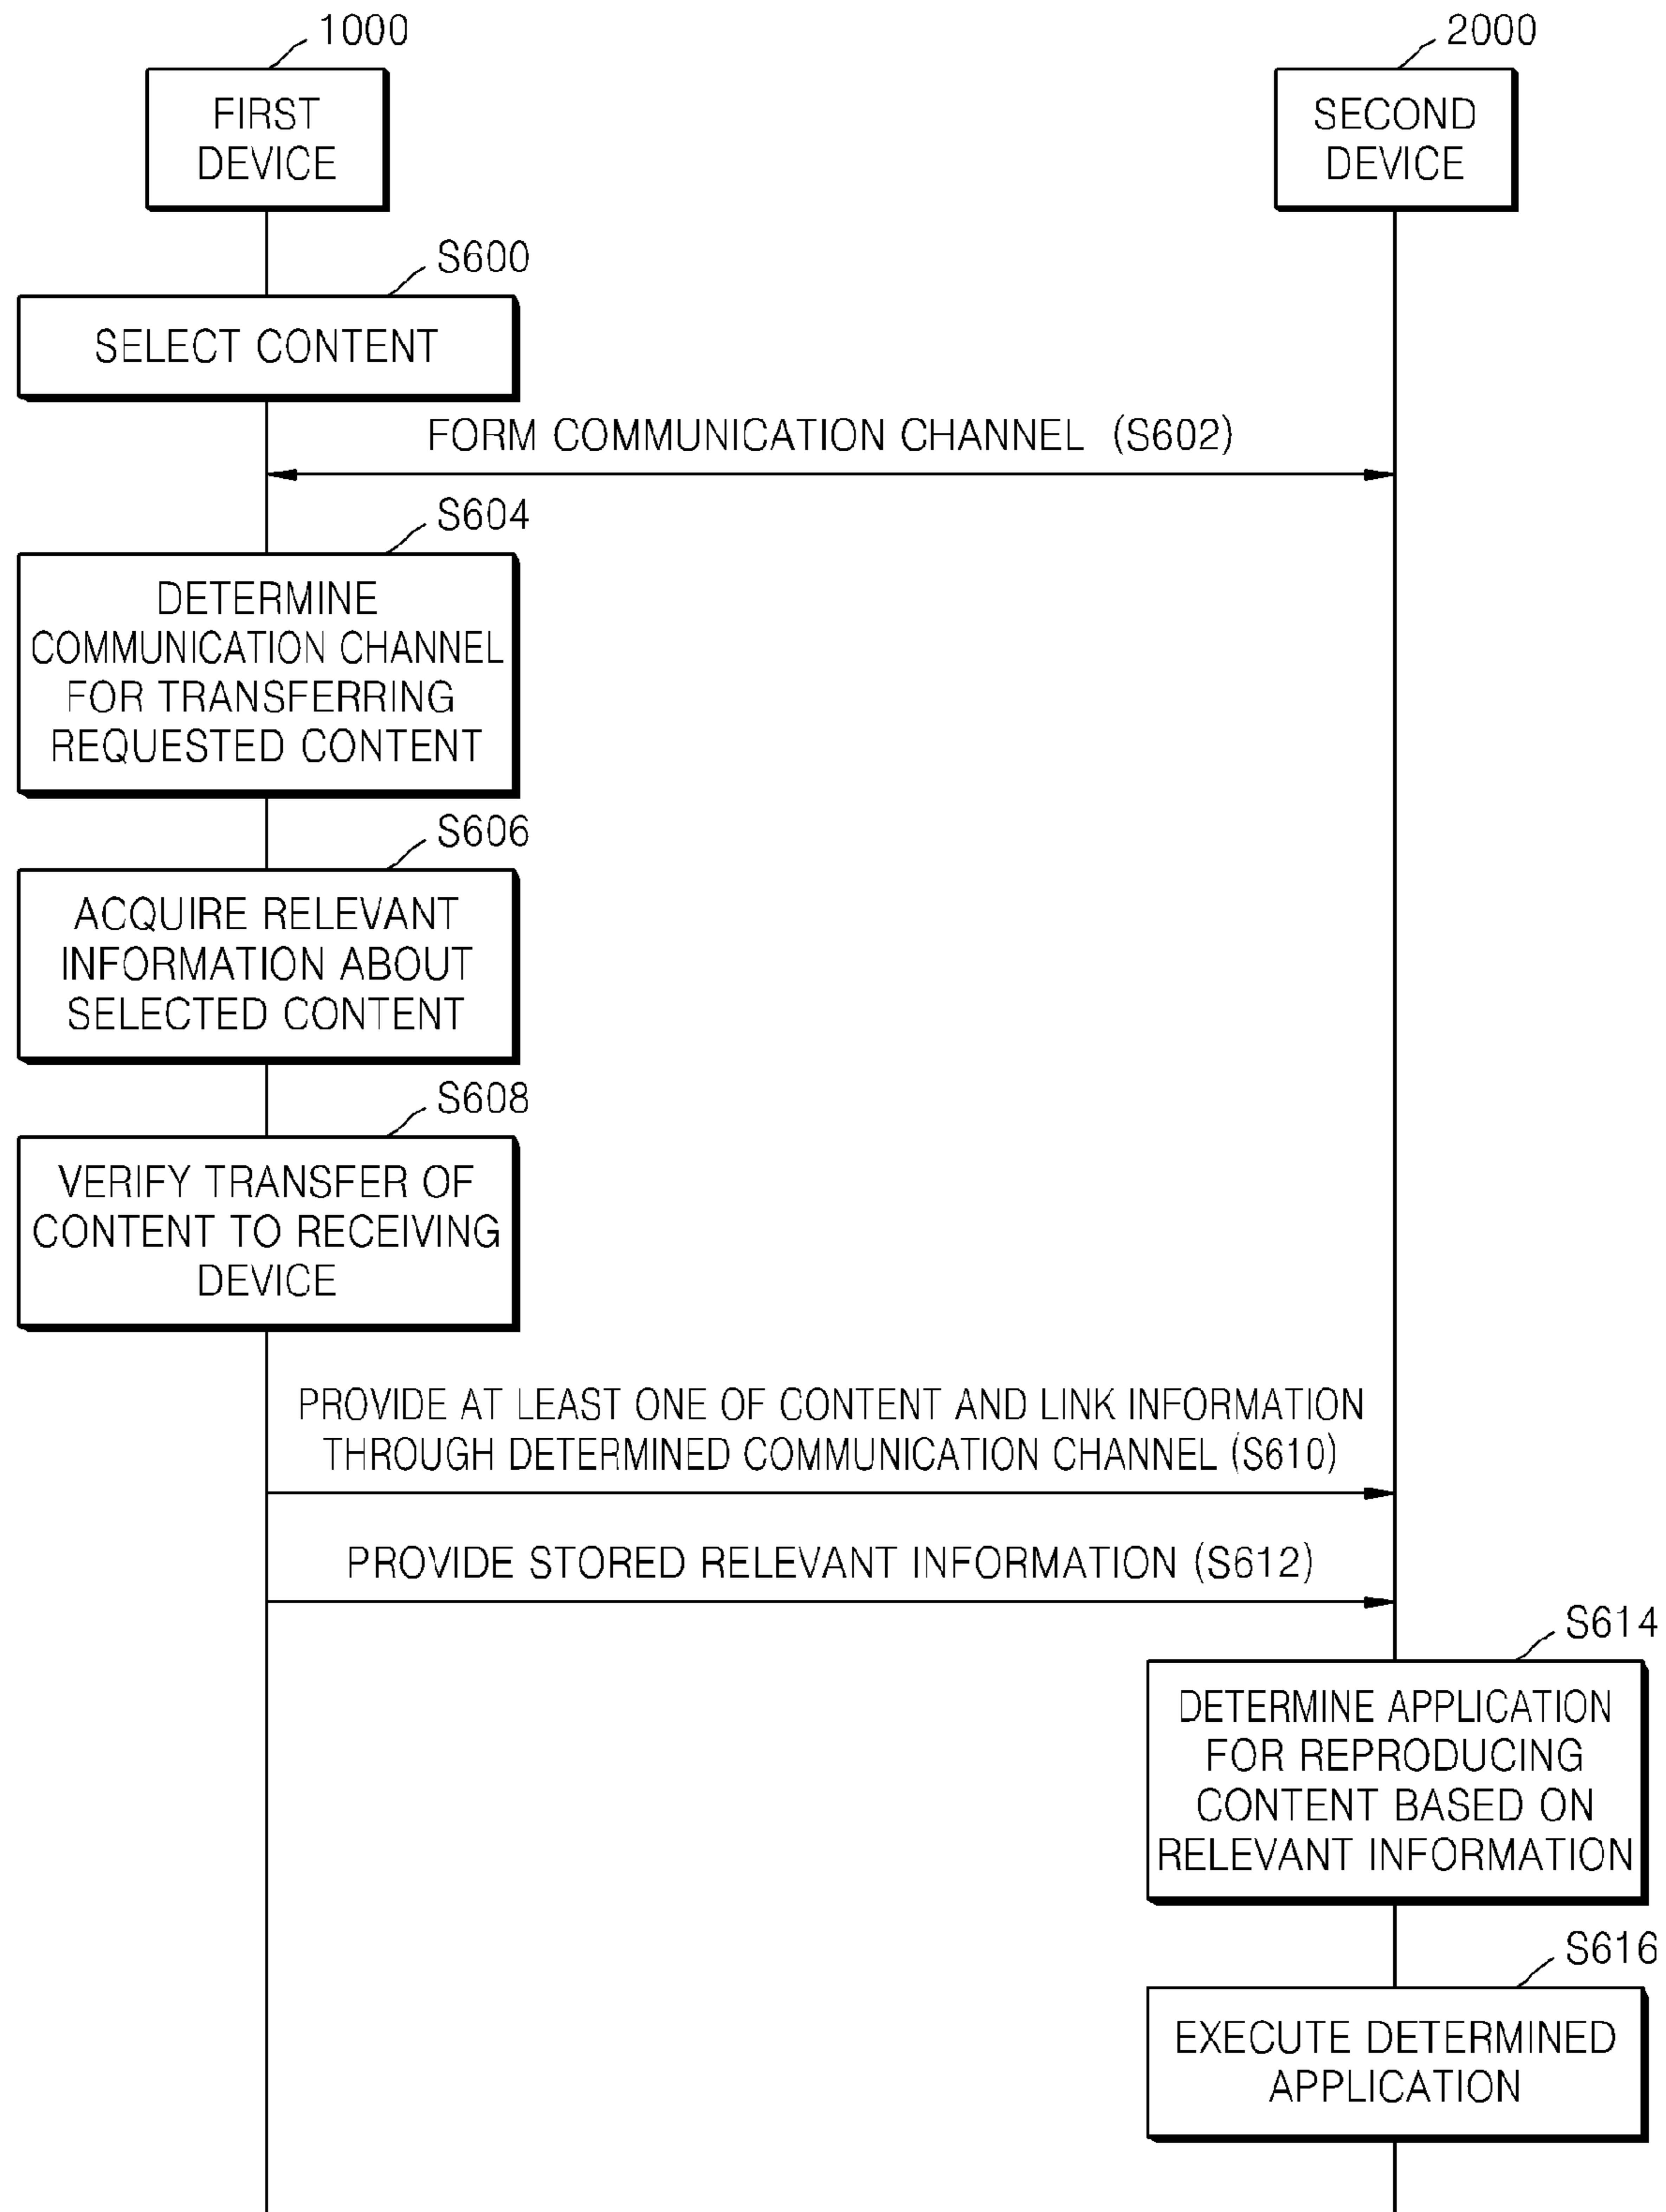 1000
2000
FIRST
DEVICE
SECOND
DEVICE
S600
SELECT CONTENT
FORM COMMUNICATION CHANNEL (S602)
S604
DETERMINE
COMMUNICATION CHANNEL
FOR TRANSFERRING
REQUESTED CONTENT
S606
ACQUIRE RELEVANT
INFORMATION ABOUT
SELECTED CONTENT
S608
VERIFY TRANSFER OF
CONTENT TO RECEIVING
DEVICE
PROVIDE AT LEAST ONE OF CONTENT AND LINK INFORMATION
THROUGH DETERMINED COMMUNICATION CHANNEL (S610)
PROVIDE STORED RELEVANT INFORMATION (S612)
S614
DETERMINE APPLICATION
FOR REPRODUCING
CONTENT BASED ON
RELEVANT INFORMATION
S616
EXECUTE DETERMINED
APPLICATION